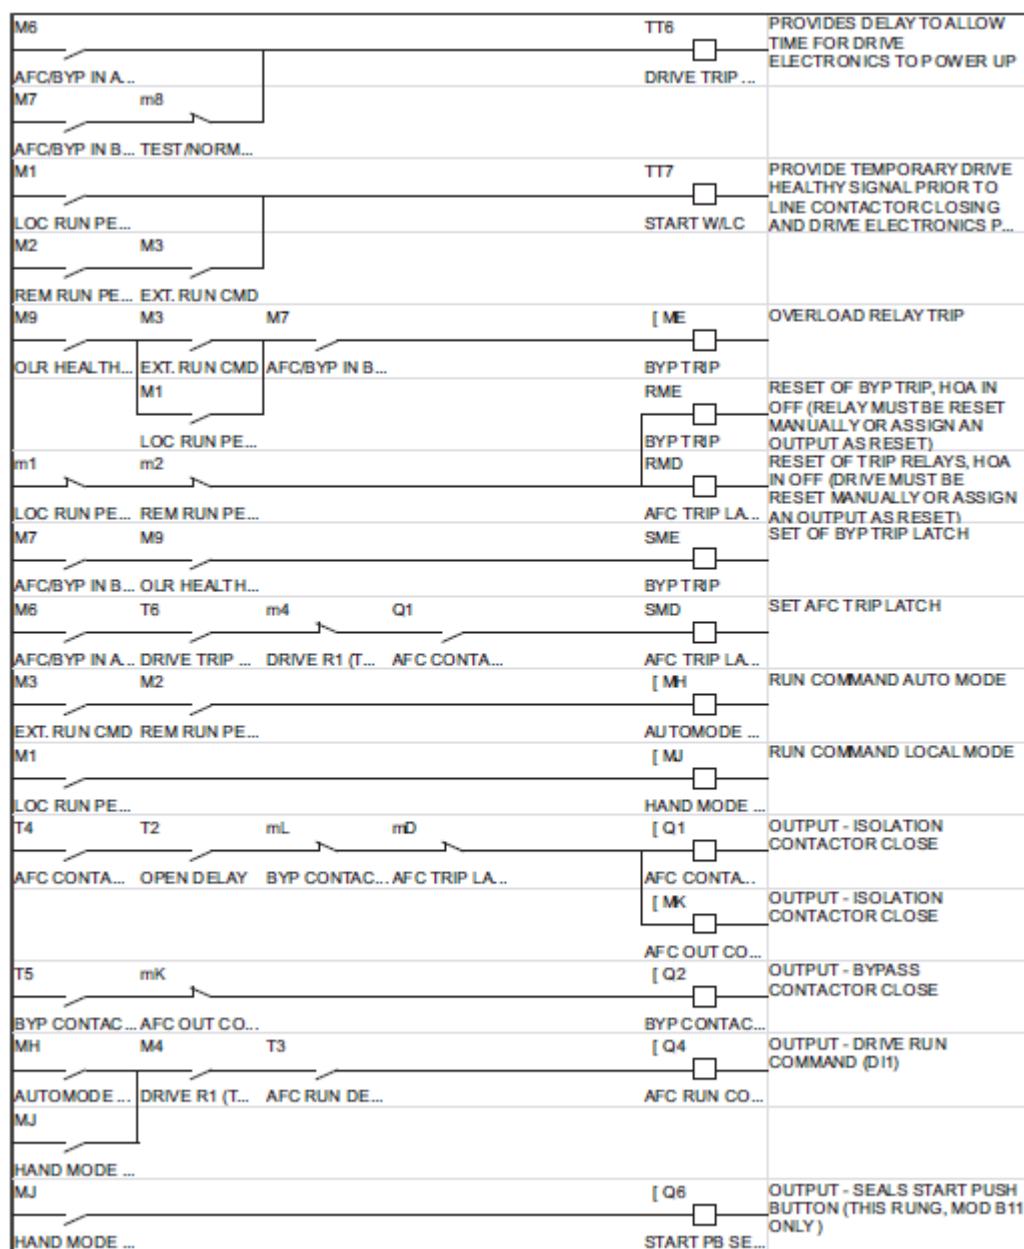 M6 TT6 PROVIDES DELAY TO ALLOW
TIME FOR DRIVE
ELECTRONICS TO POWER UP
AFC/BYP IN A... DRIVE TRIP ...
M7 m8
AFC/BYP IN B... TEST/NORM...
M1 TT7 PROVIDE TEMPORARY DRIVE
HEALTHY SIGNAL PRIOR TO
LINE CONTACTOR CLOSING
LOC RUN PE... START W/LC AND DRIVE ELECTRONICS P...
M2 M3
REM RUN PE... EXT. RUN CMD
M9 M3 M7 [ ME OVERLOAD RELAY TRIP
OLR HEALTH... EXT. RUN CMD AFC/BYP IN B... BYP TRIP
M1 RME RESET OF BYP TRIP, HOA IN
OFF (RELAY MUST BE RESET
MANUALLY OR ASSIGN AN
LOC RUN PE... BYP TRIP OUTPUT AS RESET)
m1 m2 RMD RESET OF TRIP RELAYS, HOA
IN OFF (DRIVE MUST BE
RESET MANUALLY OR ASSIGN
LOC RUN PE... REM RUN PE... AFC TRIP LA... AN OUTPUT AS RESET)
M7 M9 SME SET OF BYP TRIP LATCH
AFC/BYP IN B... OLR HEALTH... BYP TRIP
M6 T6 m4 Q1 SMD SET AFC TRIP LATCH
AFC/BYP IN A... DRIVE TRIP ... DRIVE R1 (T... AFC CONTA... AFC TRIP LA...
M3 M2 [ MH RUN COMMAND AUTO MODE
EXT. RUN CMD REM RUN PE... AUTOMODE ...
M1 [ MJ RUN COMMAND LOCAL MODE
LOC RUN PE... HAND MODE ...
T4 T2 mL mD [ Q1 OUTPUT - ISOLATION
CONTACTOR CLOSE
AFC CONTA... OPEN DELAY BYP CONTAC... AFC TRIP LA... AFC CONTA...
[ MK OUTPUT - ISOLATION
CONTACTOR CLOSE
AFC OUT CO...
T5 mK [ Q2 OUTPUT - BYPASS
CONTACTOR CLOSE
BYP CONTAC... AFC OUT CO... BYP CONTAC...
MH M4 T3 [ Q4 OUTPUT - DRIVE RUN
COMMAND (DI1)
AUTOMODE ... DRIVE R1 (T... AFC RUN DE... AFC RUN CO...
MJ
HAND MODE ...
MJ [ Q6 OUTPUT - SEALS START PUSH
BUTTON (THIS RUNG, MOD B11
ONLY )
HAND MODE ... START PB SE...